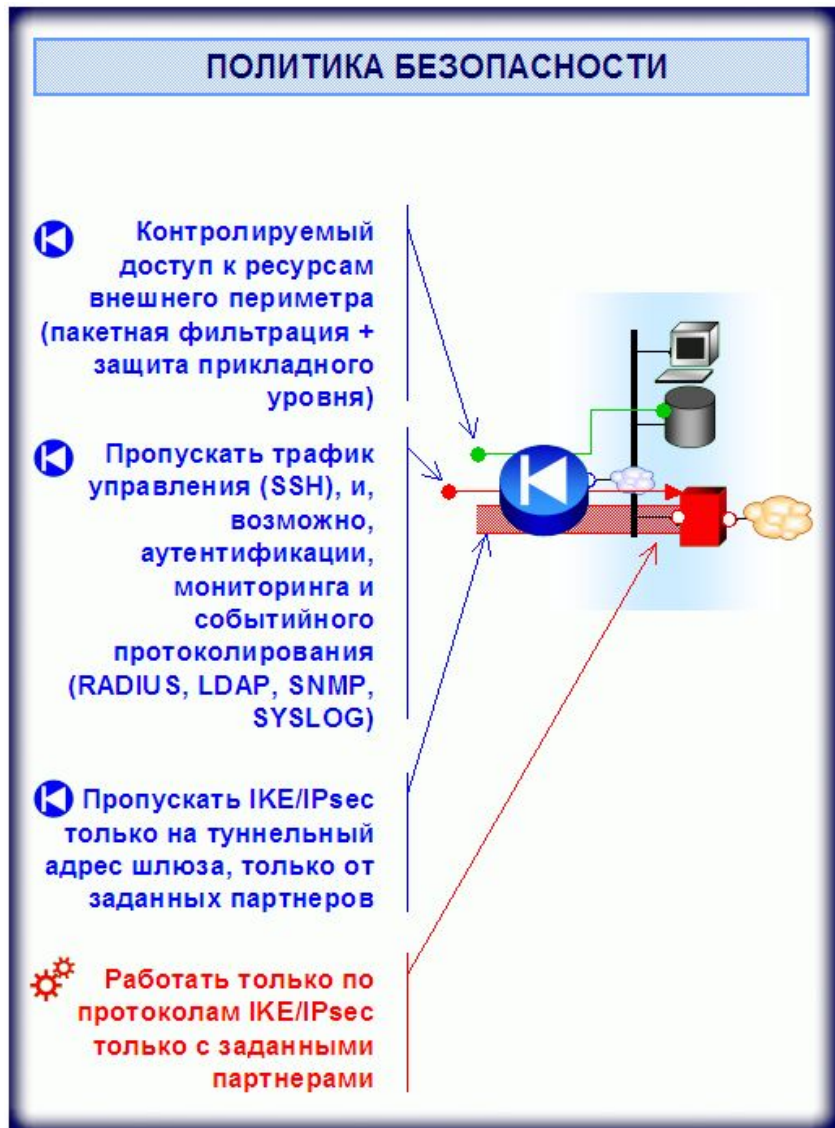 ПОЛИТИКА БЕЗОПАСНОСТИ
Контролируемый
доступ к ресурсам
внешнего периметра
(пакетная фильтрация +
защита прикладного
уровня)
Пропускать трафик
управления (SSH), и,
возможно,
аутентификации,
мониторинга и
событийного
протоколирования
(RADIUS, LDAP, SNMP,
SYSLOG)
Пропускать IKE/IPsec
только на туннельный
адрес шлюза, только от
заданных партнеров
Работать только по
протоколам IKE/IPsec
только с заданными
партнерами